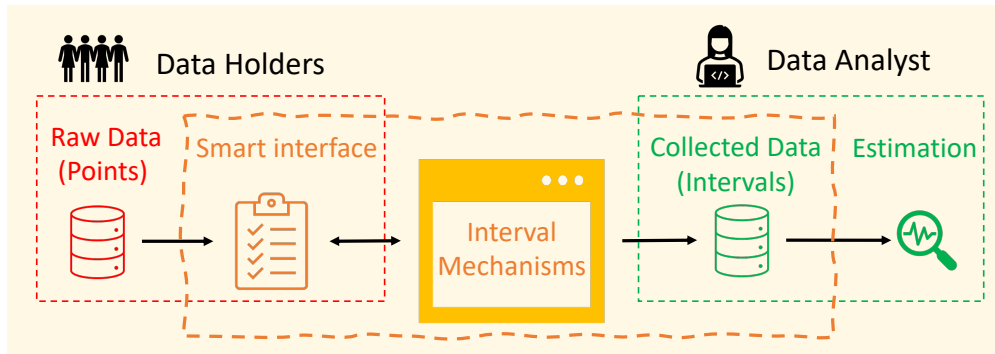 Data Holders
Data Analyst
Raw Data
(Points)
Smart interface
</>
Interval
Mechanisms
Collected Data
(Intervals)
Estimation